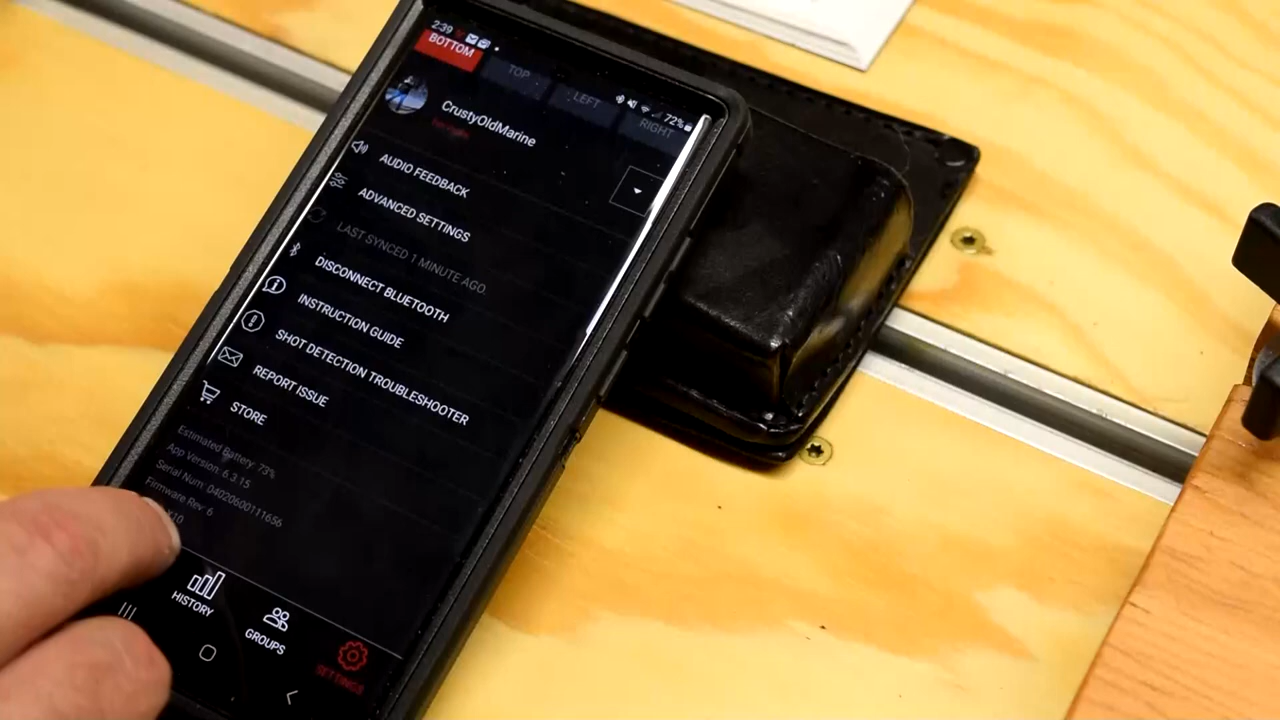 2:39
72%
BOTTOM
TOP
LEFT
RIGHT
CrustyOldMarine
AUDIO FEEDBACK
ADVANCED SETTINGS
LAST SYNCED 1 MINUTE AGO.
DISCONNECT BLUETOOTH
INSTRUCTION GUIDE
SHOT DETECTION TROUBLESHOOTER
REPORT ISSUE
STORE
Estimated Battery: 73%
App Version: 6.3.15
Serial Num: 04020600111656
Firmware Rev: 6
X10
HISTORY
GROUPS
SETTINGS